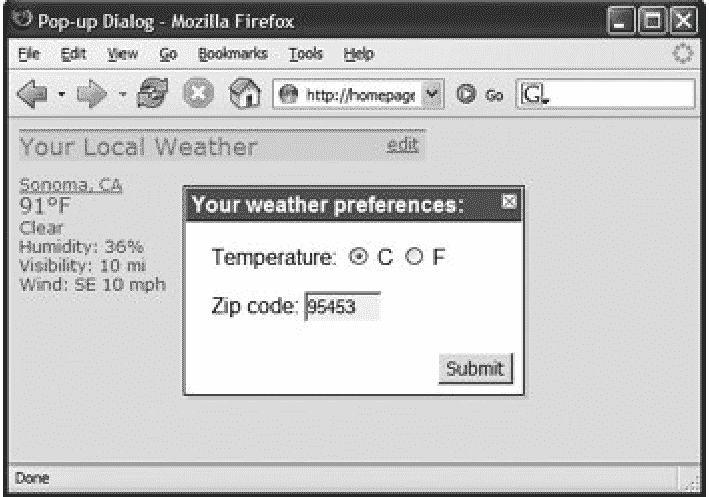 Pop-up Dialog - Mozilla Firefox
File Edit View Go Bookmarks Tools Help
http://homepage Go G
Your Local Weather edit
Sonoma, CA
91°F
Clear
Humidity: 36%
Visibility: 10 mi
Wind: SE 10 mph
Your weather preferences:
Temperature: C F
Zip code: 95453
Submit
Done